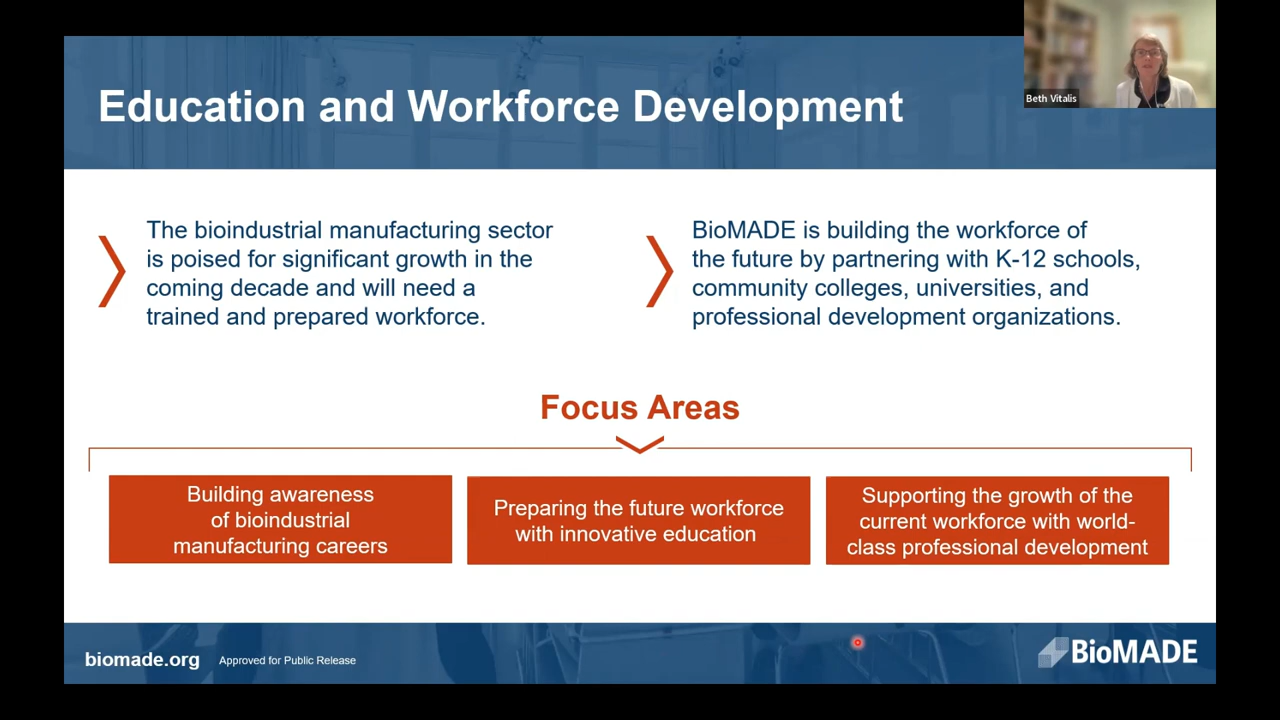 Education and Workforce Development
Beth Vitalis
The bioindustrial manufacturing sector
is poised for significant growth in the
coming decade and will need a
trained and prepared workforce.
BioMADE is building the workforce of
the future by partnering with K-12 schools,
community colleges, universities, and
professional development organizations.
Focus Areas
Building awareness
of bioindustrial
manufacturing careers
Preparing the future workforce
with innovative education
Supporting the growth of the
current workforce with world-
class professional development
biomade.org
Approved for Public Release
BioMADE